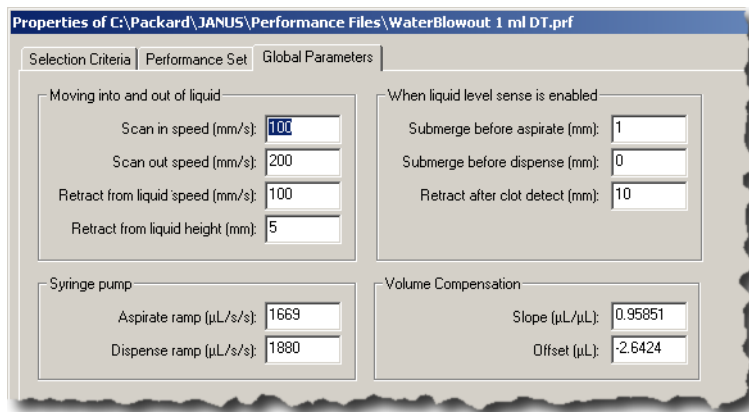 Properties of C:\Packard\JANUS\Performance Files\WaterBlowout 1 ml DT.prf
Selection Criteria Performance Set Global Parameters
Moving into and out of liquid
Scan in speed (mm/s): 100
Scan out speed (mm/s): 200
Retract from liquid speed (mm/s): 100
Retract from liquid height (mm): 5
When liquid level sense is enabled
Submerge before aspirate (mm): 1
Submerge before dispense (mm): 0
Retract after clot detect (mm): 10
Syringe pump
Aspirate ramp (µL/s/s): 1669
Dispense ramp (µL/s/s): 1880
Volume Compensation
Slope (µL/µL): 0.95851
Offset (µL): -2.6424